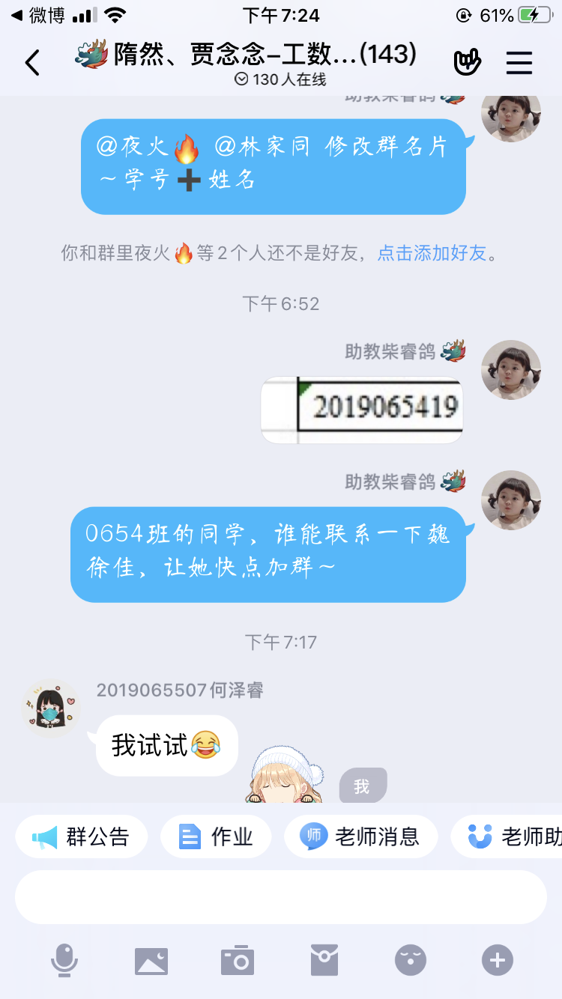 微博
下午7:24
61%
隋然、贾念念–工数...(143)
130人在线
助教柴睿鸽
@夜火🔥 @林家同 修改群名片
～学号➕姓名
你和群里夜火🔥等2个人还不是好友，点击添加好友。
下午6:52
助教柴睿鸽
2019065419
助教柴睿鸽
0654班的同学，谁能联系一下魏
徐佳，让她快点加群～
下午7:17
2019065507何泽睿
我试试😂
我
群公告
作业
师 老师消息
老师助